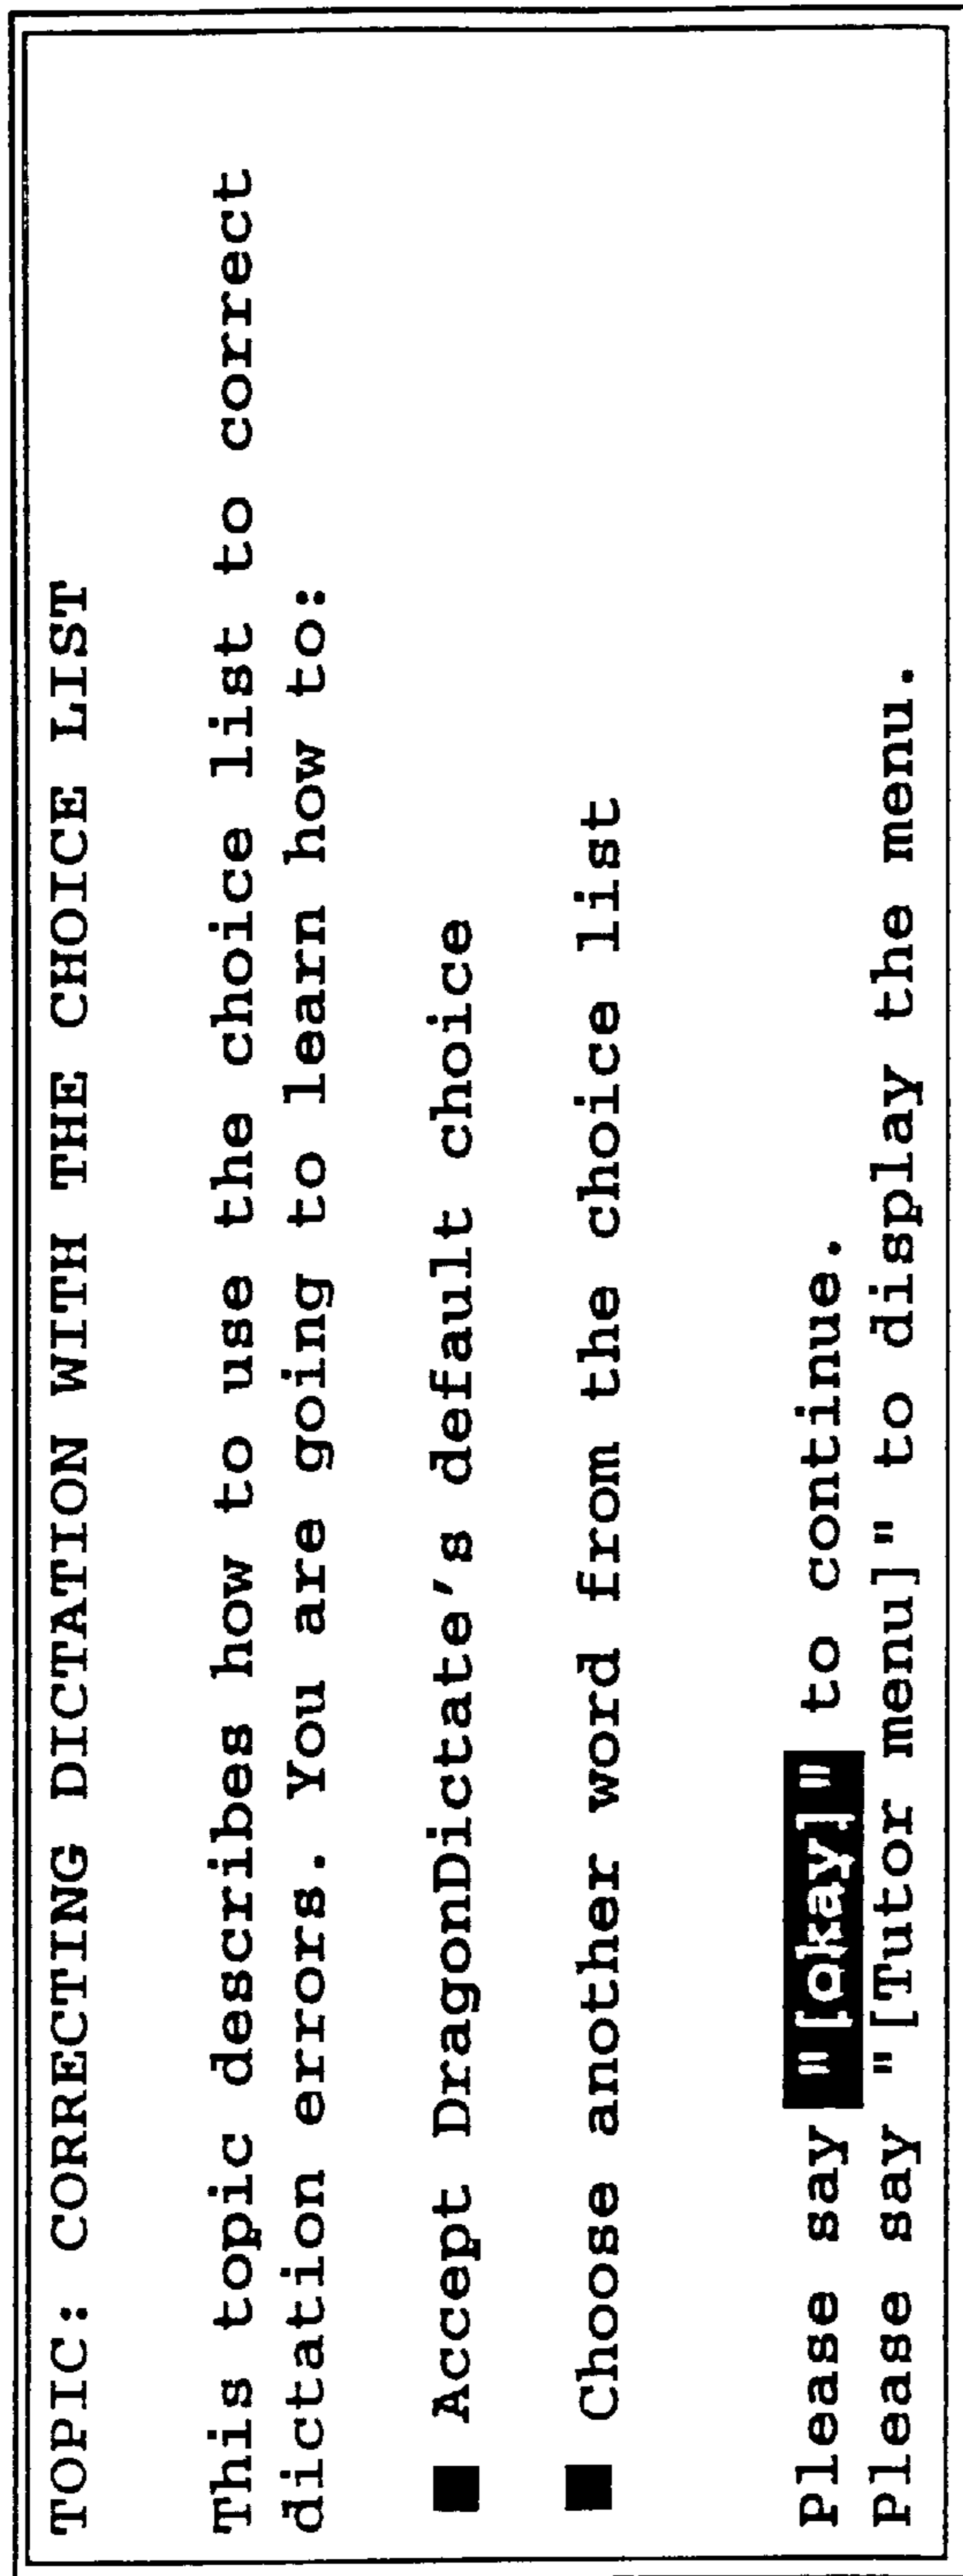 TOPIC: CORRECTING DICTATION WITH THE CHOICE LIST
This topic describes how to use the choice list to correct
dictation errors. You are going to learn how to:
■ Accept DragonDictate's default choice
■ Choose another word from the choice list
Please say "[okay]" to continue.
Please say "[Tutor menu]" to display the menu.